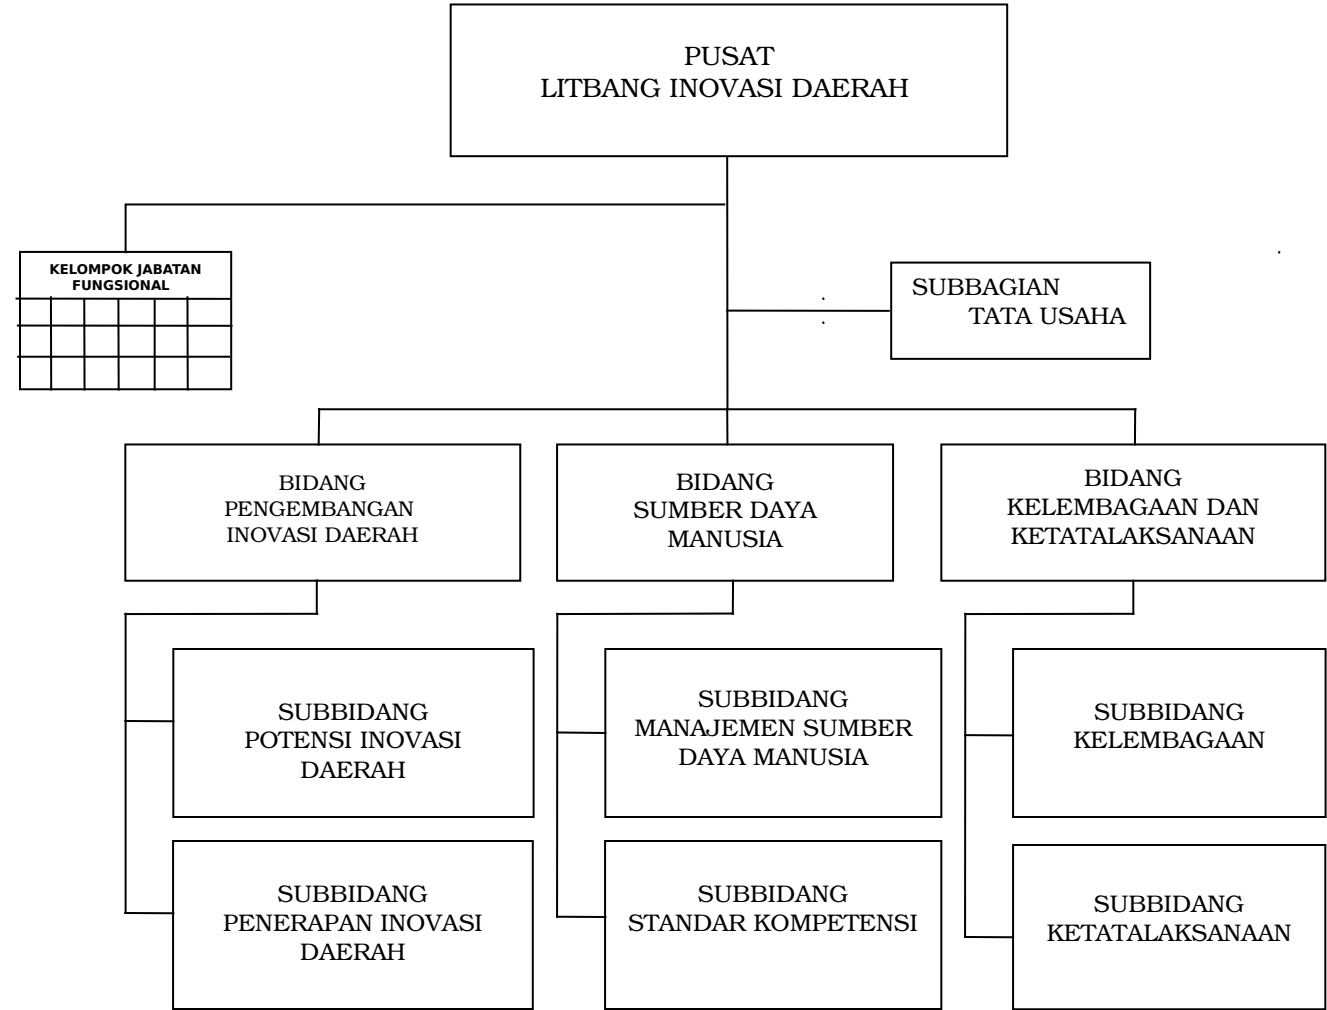 PUSAT
LITBANG INOVASI DAERAH
KELOMPOK JABATAN
FUNGSIONAL
SUBBAGIAN
TATA USAHA
BIDANG
PENGEMBANGAN
INOVASI DAERAH
BIDANG
SUMBER DAYA
MANUSIA
BIDANG
KELEMBAGAAN DAN
KETATALAKSANAAN
SUBBIDANG
POTENSI INOVASI
DAERAH
SUBBIDANG
MANAJEMEN SUMBER
DAYA MANUSIA
SUBBIDANG
KELEMBAGAAN
SUBBIDANG
PENERAPAN INOVASI
DAERAH
SUBBIDANG
STANDAR KOMPETENSI
SUBBIDANG
KETATALAKSANAAN